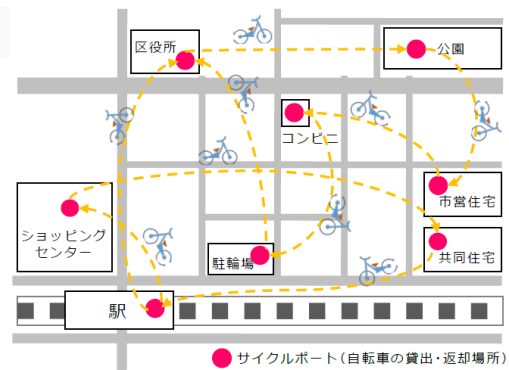 区役所
公園
コンビニ
市営住宅
ショッピング
センター
共同住宅
駐輪場
駅
サイクルポート（自転車の貸出・返却場所）